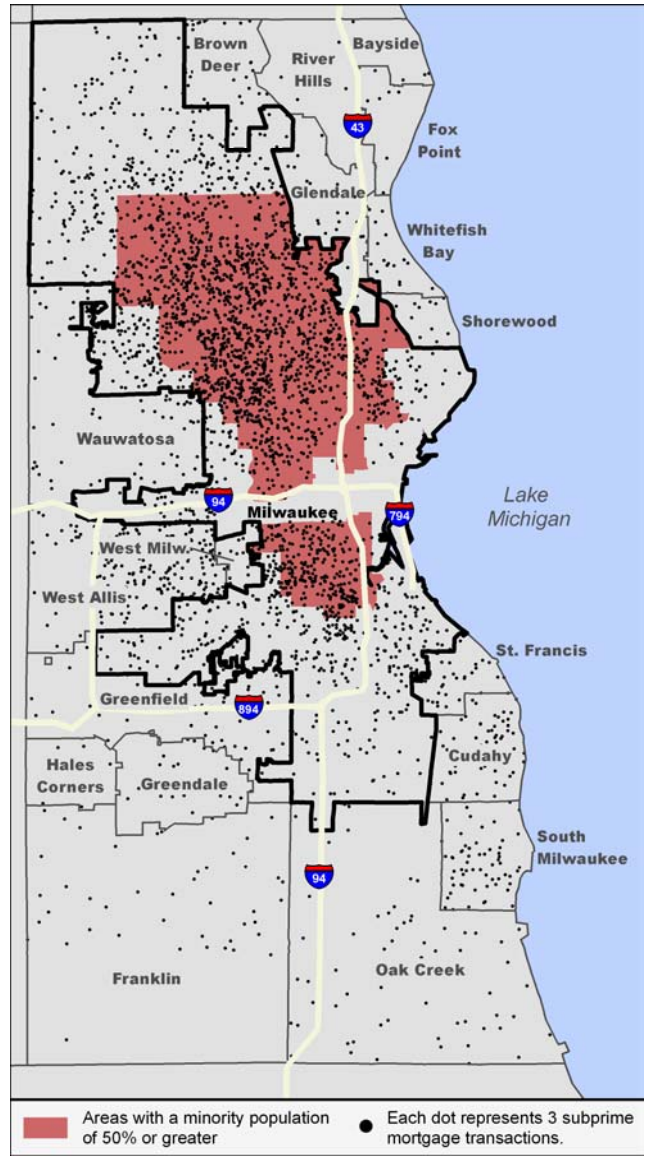 Brown
Deer
River
Hills
Bayside
43
Fox
Point
Glendale
Whitefish
Bay
Shorewood
Wauwatosa
94
Milwaukee
794
Lake
Michigan
West Milw.
West Allis
St. Francis
Greenfield
894
Hales
Corners
Greendale
Cudahy
South
Milwaukee
94
Franklin
Oak Creek
Areas with a minority population
of 50% or greater
Each dot represents 3 subprime
mortgage transactions.